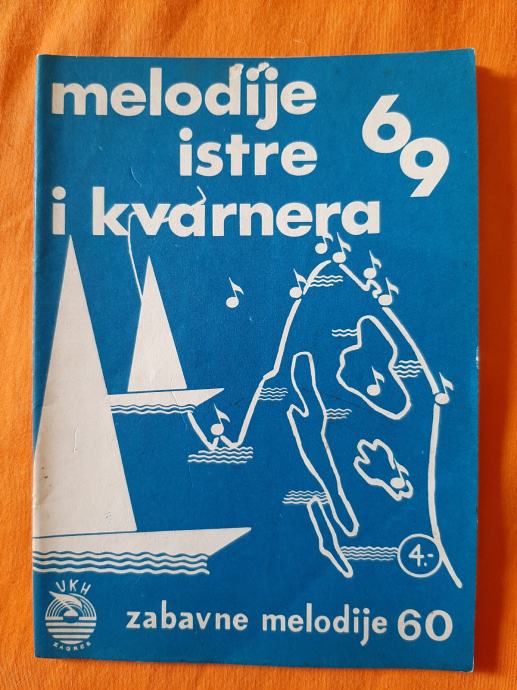 melodije
istre
i kvarnera
69
4.-
UKH
ZAGREB
zabavne melodije 60